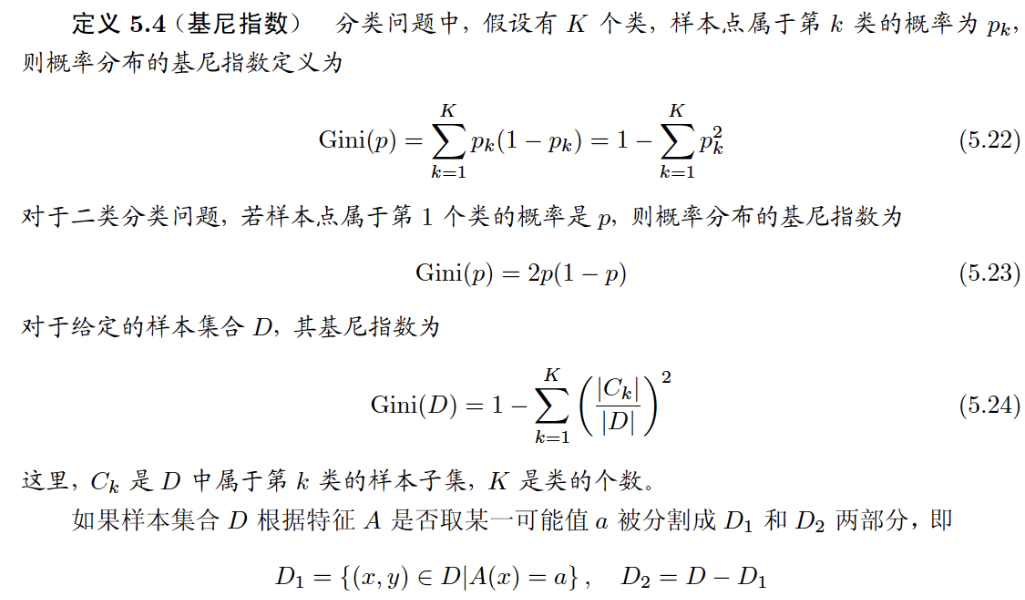 定义 5.4（基尼指数） 分类问题中, 假设有 K 个类, 样本点属于第 k 类的概率为 p_k,
则概率分布的基尼指数定义为
Gini(p) = \sum_{k=1}^{K} p_k(1 − p_k) = 1 − \sum_{k=1}^{K} p_k^2 (5.22)
对于二类分类问题, 若样本点属于第 1 个类的概率是 p, 则概率分布的基尼指数为
Gini(p) = 2p(1 − p) (5.23)
对于给定的样本集合 D, 其基尼指数为
Gini(D) = 1 − \sum_{k=1}^{K} \left( \frac{|C_k|}{|D|} \right)^2 (5.24)
这里, C_k 是 D 中属于第 k 类的样本子集, K 是类的个数。
如果样本集合 D 根据特征 A 是否取某一可能值 a 被分割成 D_1 和 D_2 两部分，即
D_1 = {(x, y) ∈ D|A(x) = a} , D_2 = D − D_1